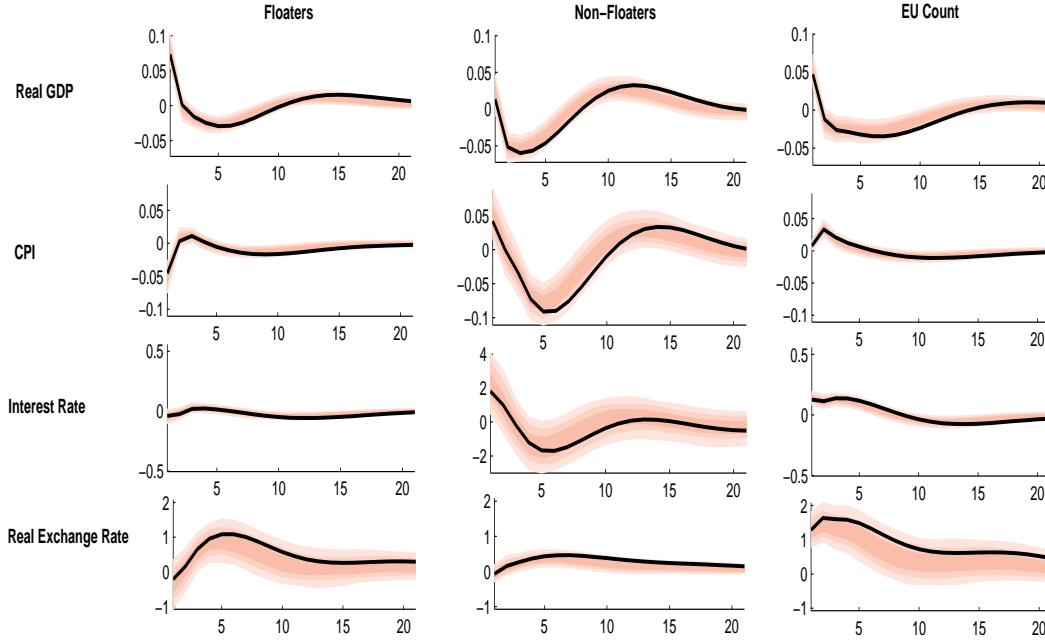 Floaters Non−Floaters EU Count
Real GDP
0.1 0.05 0 −0.05
5 10 15 20
0.1 0.05 0 −0.05
5 10 15 20
0.1 0.05 0 −0.05
5 10 15 20
CPI
0.05 0 −0.05 −0.1
5 10 15 20
0.05 0 −0.05 −0.1
5 10 15 20
0.05 0 −0.05 −0.1
5 10 15 20
Interest Rate
0.5 0 −0.5
5 10 15 20
4 2 0 −2
5 10 15 20
0.5 0 −0.5
5 10 15 20
Real Exchange Rate
2 1 0 −1
5 10 15 20
2 1 0 −1
5 10 15 20
2 1 0 −1
5 10 15 20